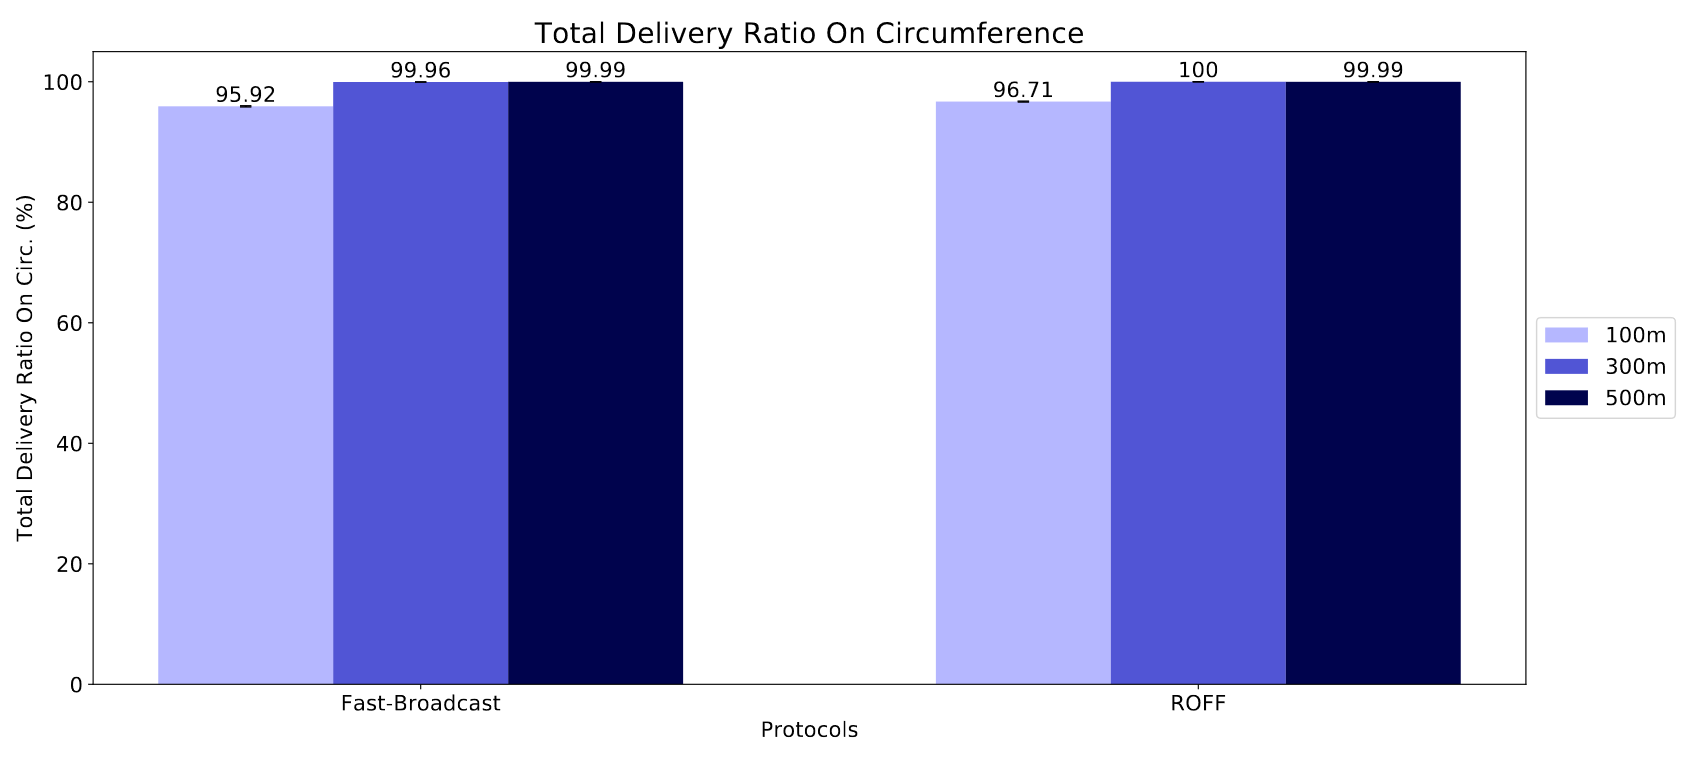 Total Delivery Ratio On Circumference
Total Delivery Ratio On Circ. (%)
100
80
60
40
20
0
95.92
99.96
99.99
96.71
100
99.99
Fast-Broadcast
ROFF
Protocols
100m
300m
500m